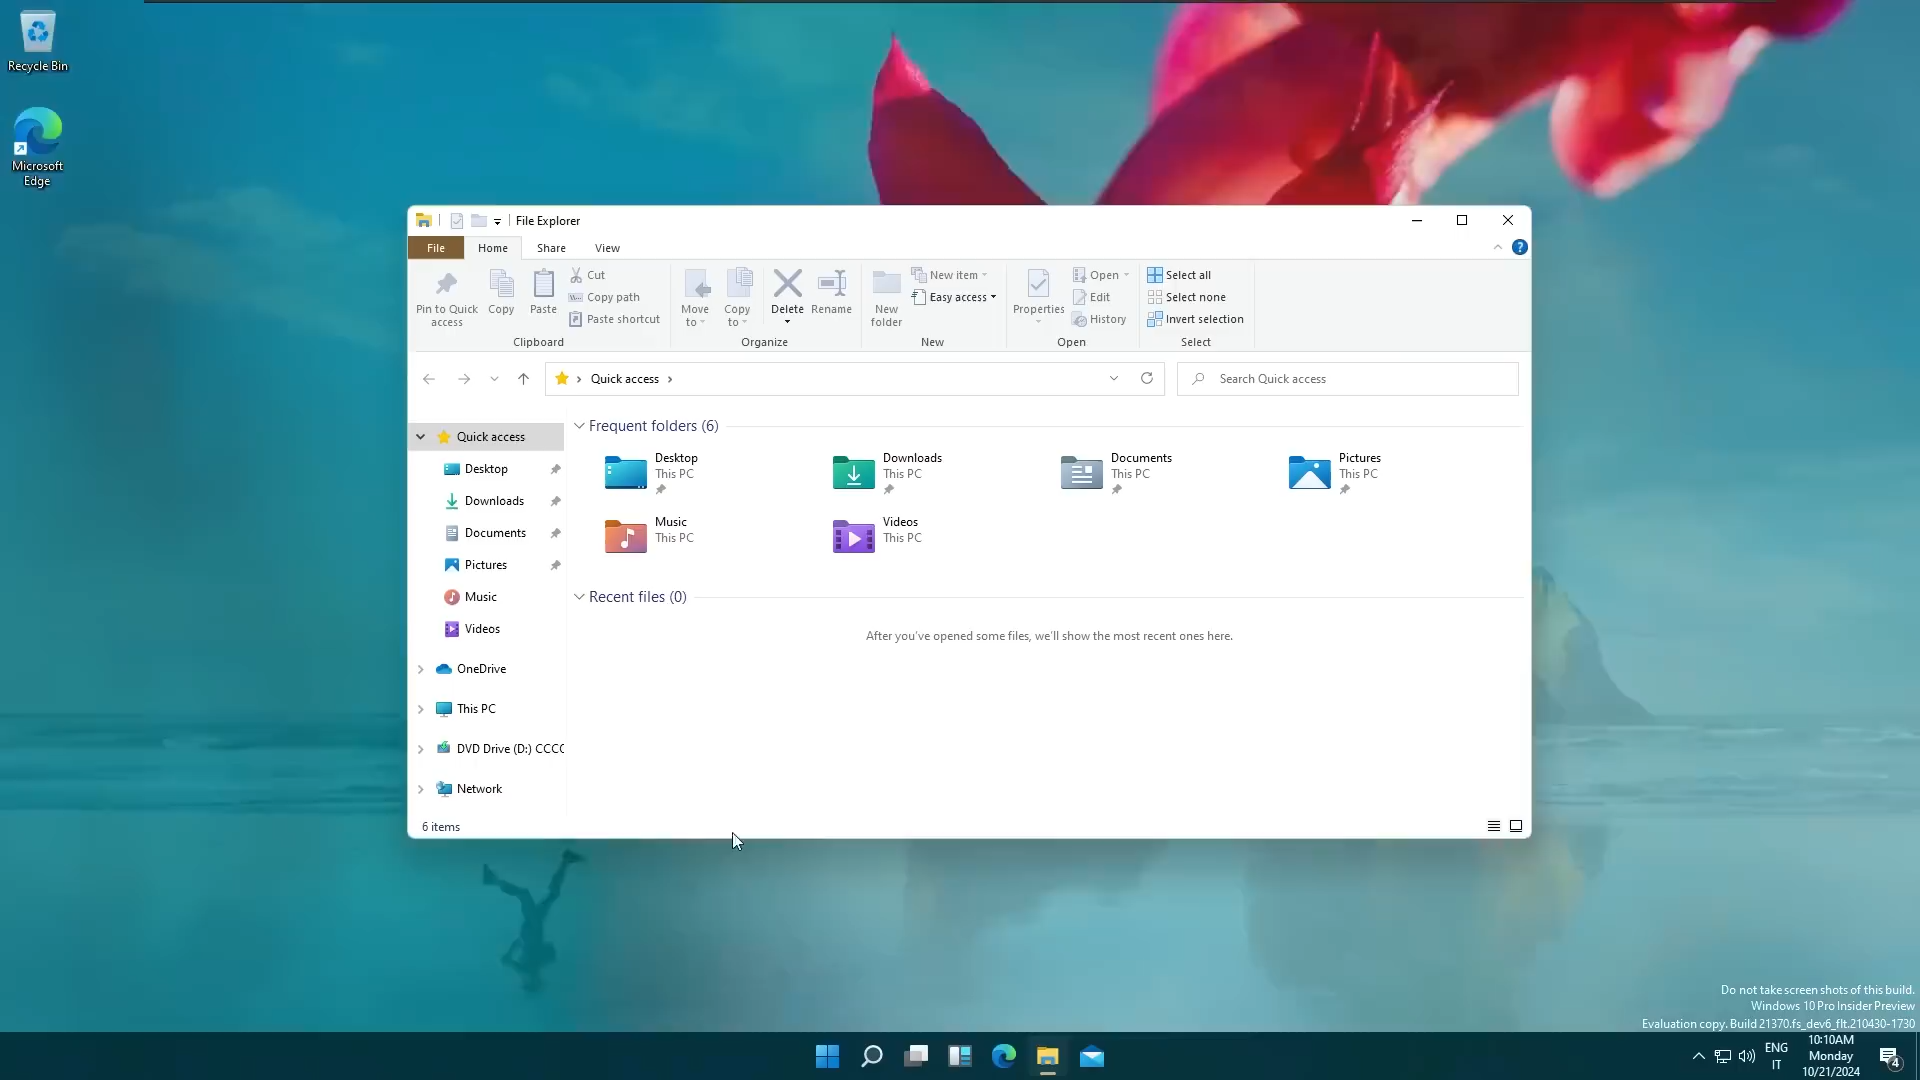 Recycle Bin
Microsoft
Edge
File Explorer
File
Home
Share
View
Pin to Quick
access
Copy
Paste
Cut
Copy path
Paste shortcut
Clipboard
Move
to
Copy
to
Delete
Rename
Organize
New
folder
New item
Easy access
New
Properties
Open
Edit
History
Open
Select all
Select none
Invert selection
Select
Quick access
Search Quick access
Quick access
Desktop
Downloads
Documents
Pictures
Music
Videos
OneDrive
This PC
DVD Drive (D:) CCC
Network
Frequent folders (6)
Desktop
This PC
Downloads
This PC
Documents
This PC
Pictures
This PC
Music
This PC
Videos
This PC
Recent files (0)
After you've opened some files, we'll show the most recent ones here.
6 items
Do not take screen shots of this build.
Windows 10 Pro Insider Preview
Evaluation copy. Build 21370.fs_dev6_flt.210430-1730
ENG
IT
10:10AM
Monday
10/21/2024
4